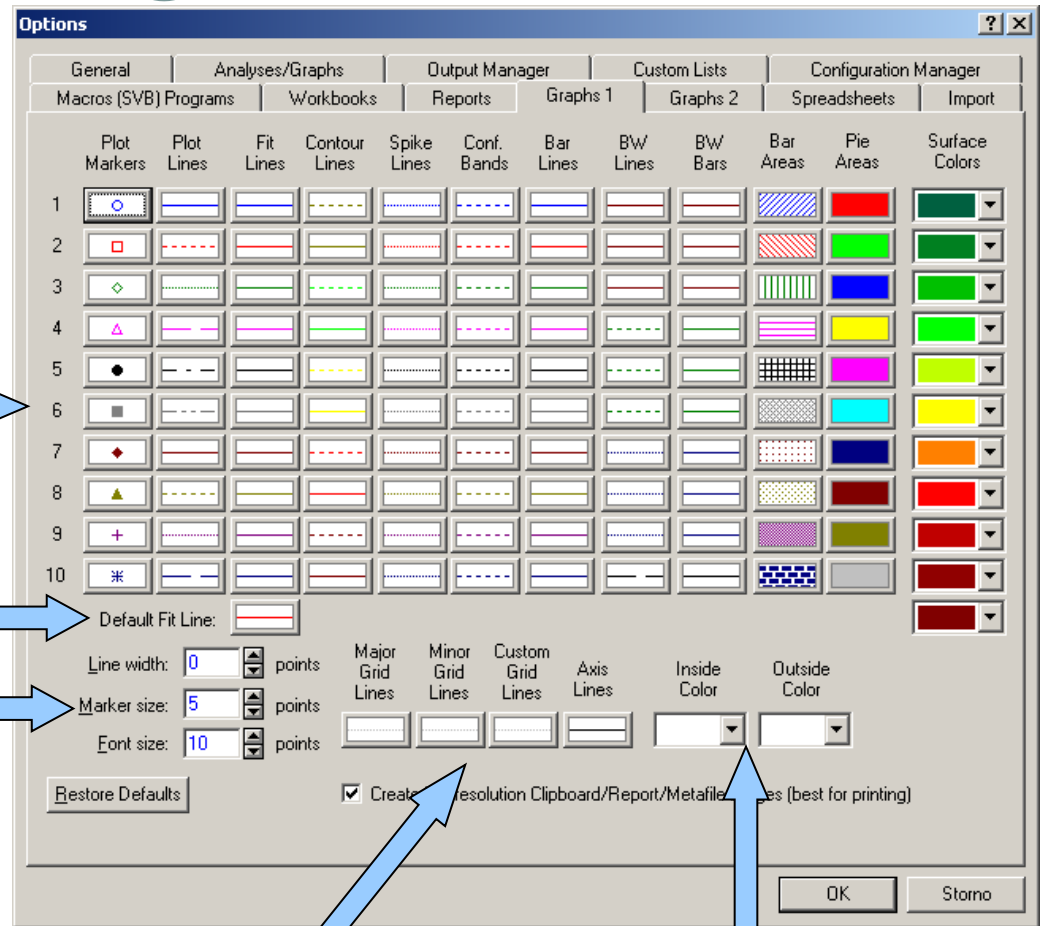 Options
General Analyses/Graphs Output Manager Custom Lists Configuration Manager
Macros (SVB) Programs Workbooks Reports Graphs 1 Graphs 2 Spreadsheets Import
Plot Markers Plot Lines Fit Lines Contour Lines Spike Lines Conf. Bands Bar Lines BW Lines BW Bars Bar Areas Pie Areas Surface Colors
1
2
3
4
5
6
7
8
9
10
Default Fit Line:
Line width: 0 points
Marker size: 5 points
Font size: 10 points
Major Grid Lines Minor Grid Lines Custom Grid Lines Axis Lines Inside Color Outside Color
Restore Defaults
Create resolution Clipboard/Report/Metafile (best for printing)
OK Storno